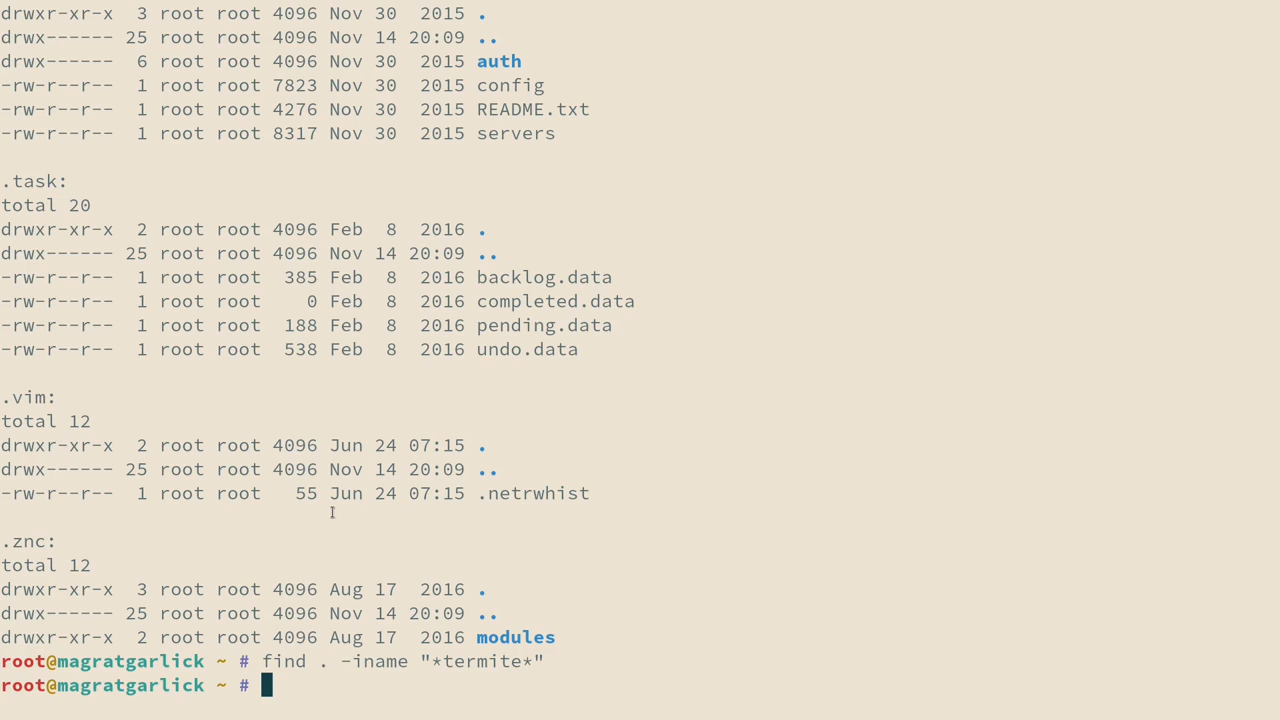 drwxr-xr-x  3 root root 4096 Nov 30  2015 .
drwx------ 25 root root 4096 Nov 14 20:09 ..
drwxr-xr-x  6 root root 4096 Nov 30  2015 auth
-rw-r--r--  1 root root 7823 Nov 30  2015 config
-rw-r--r--  1 root root 4276 Nov 30  2015 README.txt
-rw-r--r--  1 root root 8317 Nov 30  2015 servers

.task:
total 20
drwxr-xr-x  2 root root 4096 Feb  8  2016 .
drwx------ 25 root root 4096 Nov 14 20:09 ..
-rw-r--r--  1 root root  385 Feb  8  2016 backlog.data
-rw-r--r--  1 root root    0 Feb  8  2016 completed.data
-rw-r--r--  1 root root  188 Feb  8  2016 pending.data
-rw-r--r--  1 root root  538 Feb  8  2016 undo.data

.vim:
total 12
drwxr-xr-x  2 root root 4096 Jun 24 07:15 .
drwx------ 25 root root 4096 Nov 14 20:09 ..
-rw-r--r--  1 root root   55 Jun 24 07:15 .netrwhist

.znc:
total 12
drwxr-xr-x  3 root root 4096 Aug 17  2016 .
drwx------ 25 root root 4096 Nov 14 20:09 ..
drwxr-xr-x  2 root root 4096 Aug 17  2016 modules
root@magratgarlick ~ # find . -iname "*termite*"
root@magratgarlick ~ #